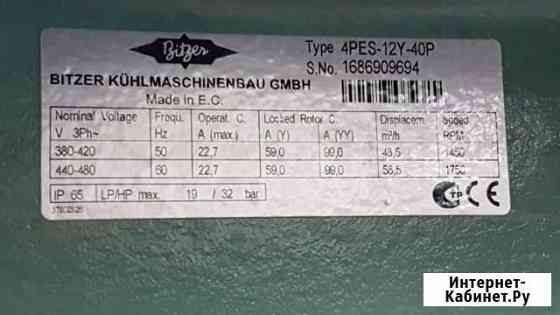 Bitzer
Type 4PES-12Y-40P
S.No. 1686909694
BITZER KÜHLMASCHINENBAU GMBH
Made in E.C.
Nominal Voltage Frequ. Operat. C. Locked Rotor C. Displacem. Speed
V 3Ph~ Hz A (max.) A (Y) A (YY) m³/h RPM
380-420 50 22,7 59,0 99,0 48,5 1450
440-480 60 22,7 59,0 99,0 58,5 1750
IP 65 LP/HP max. 19 / 32 bar
CE
Интернет-
Кабинет.Ру